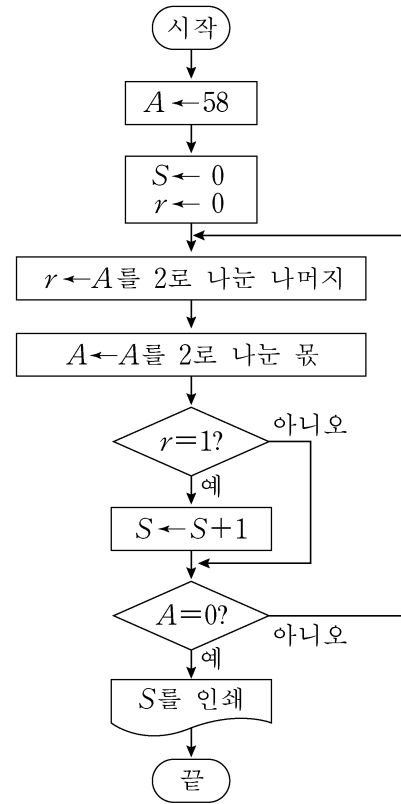 시작
A←58
S← 0
r← 0
r←A를 2로 나눈 나머지
A←A를 2로 나눈 몫
r=1?
아니오
예
S←S+1
A=0?
아니오
예
S를 인쇄
끝